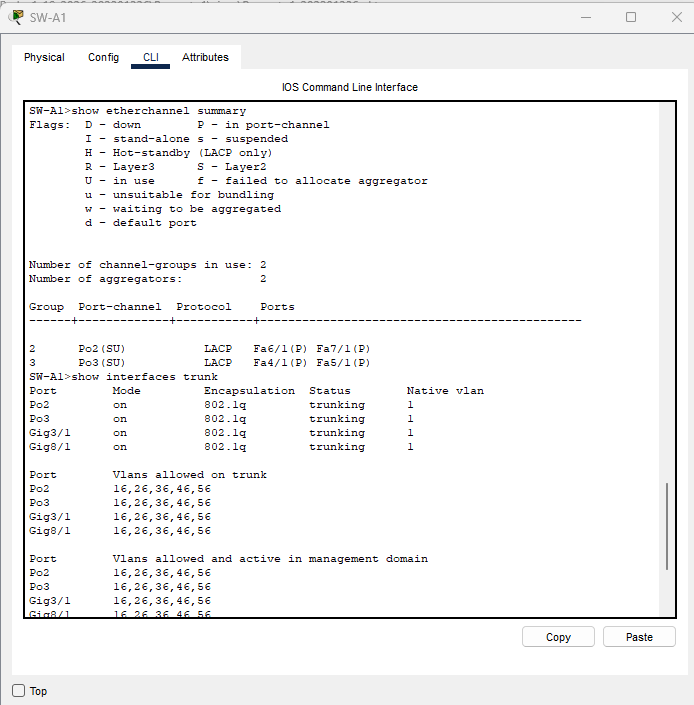 SW-A1
Physical Config CLI Attributes
IOS Command Line Interface
SW-A1>show etherchannel summary
Flags:  D - down        P - in port-channel
        I - stand-alone s - suspended
        H - Hot-standby (LACP only)
        R - Layer3      S - Layer2
        U - in use      f - failed to allocate aggregator
        u - unsuitable for bundling
        w - waiting to be aggregated
        d - default port
Number of channel-groups in use: 2
Number of aggregators:           2
Group  Port-channel  Protocol    Ports
------+-------------+-----------+----------------------------------------------
2      Po2(SU)           LACP   Fa6/1(P) Fa7/1(P)
3      Po3(SU)           LACP   Fa4/1(P) Fa5/1(P)
SW-A1>show interfaces trunk
Port        Mode         Encapsulation  Status        Native vlan
Po2         on           802.1q         trunking      1
Po3         on           802.1q         trunking      1
Gig3/1      on           802.1q         trunking      1
Gig8/1      on           802.1q         trunking      1
Port        Vlans allowed on trunk
Po2         16,26,36,46,56
Po3         16,26,36,46,56
Gig3/1      16,26,36,46,56
Gig8/1      16,26,36,46,56
Port        Vlans allowed and active in management domain
Po2         16,26,36,46,56
Po3         16,26,36,46,56
Gig3/1      16,26,36,46,56
Gig8/1      16,26,36,46,56
Copy Paste
Top